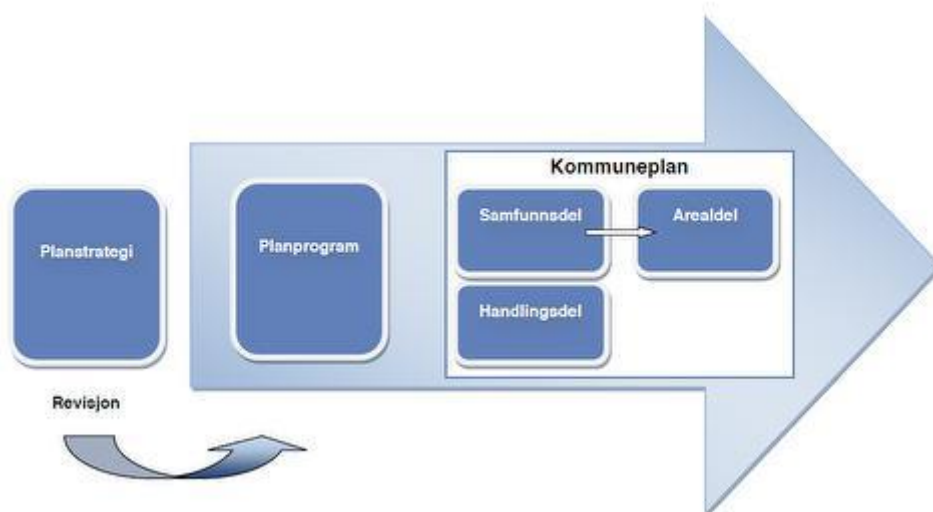 Kommuneplan
Planstrategi
Planprogram
Samfunnsdel
Arealdel
Handlingsdel
Revisjon